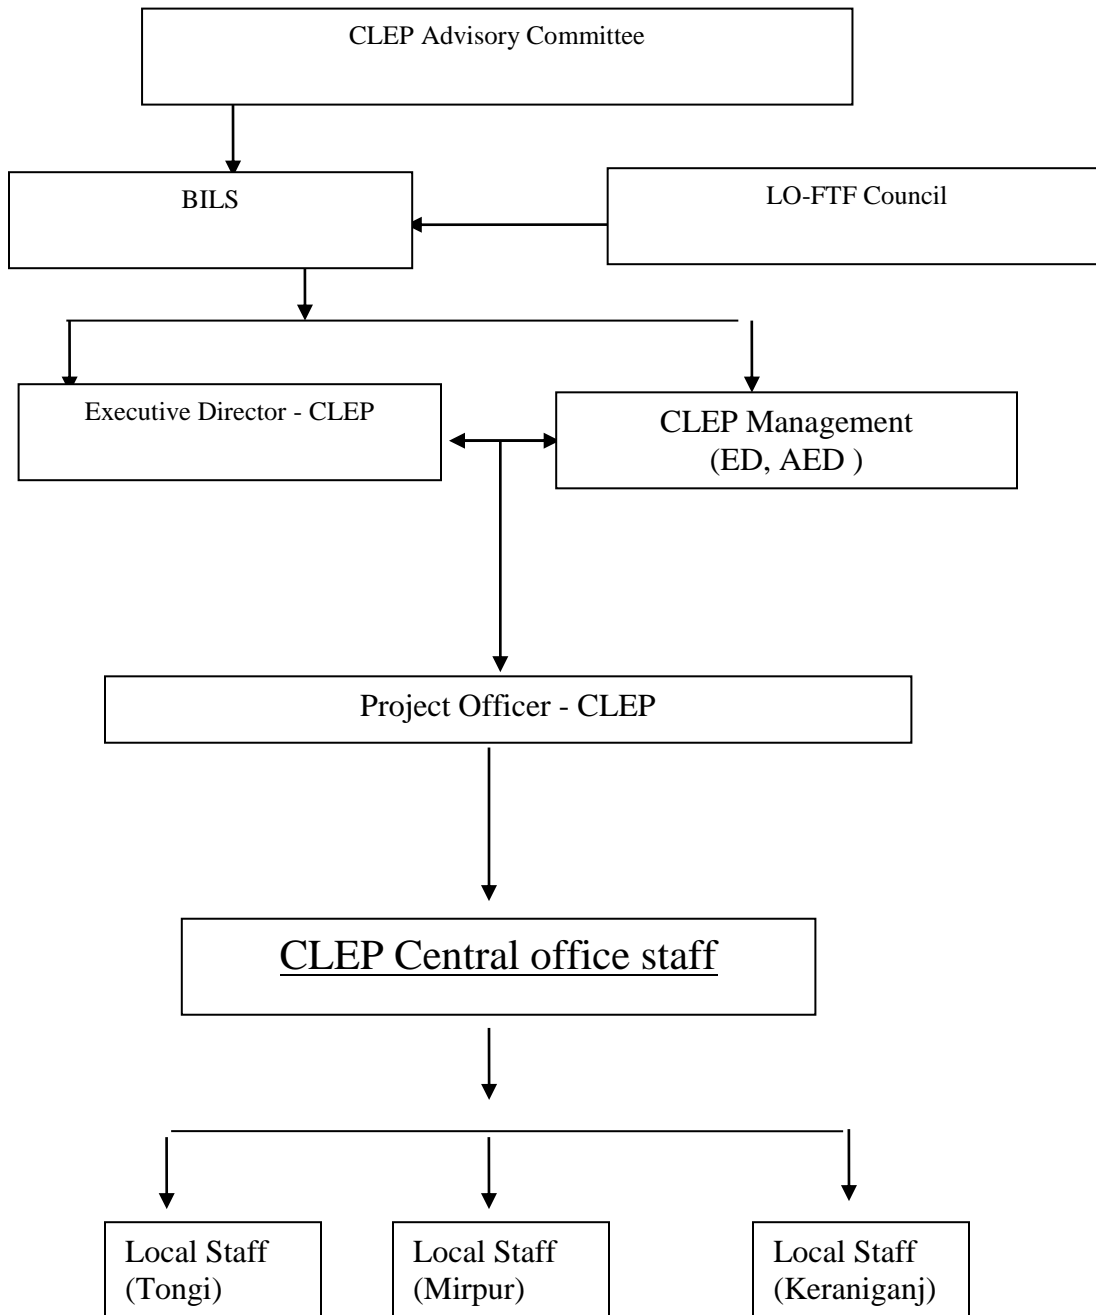 CLEP Advisory Committee
BILS
LO-FTF Council
Executive Director - CLEP
CLEP Management
(ED, AED )
Project Officer - CLEP
CLEP Central office staff
Local Staff
(Tongi)
Local Staff
(Mirpur)
Local Staff
(Keraniganj)